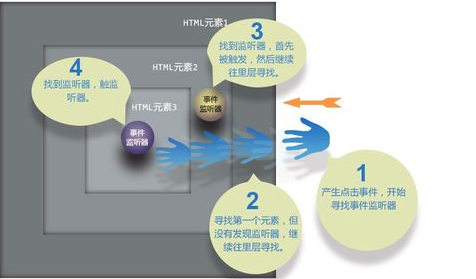 HTML元素1
3
找到监听器，首先
被触发，然后继续
往里层寻找。
HTML元素2
4
找到监听器，触监
听器。
HTML元素3
事件
监听器
事件
监听器
1
产生点击事件，开始
寻找事件监听器
2
寻找第一个元素，但
没有发现监听器，继
续往里层寻找。